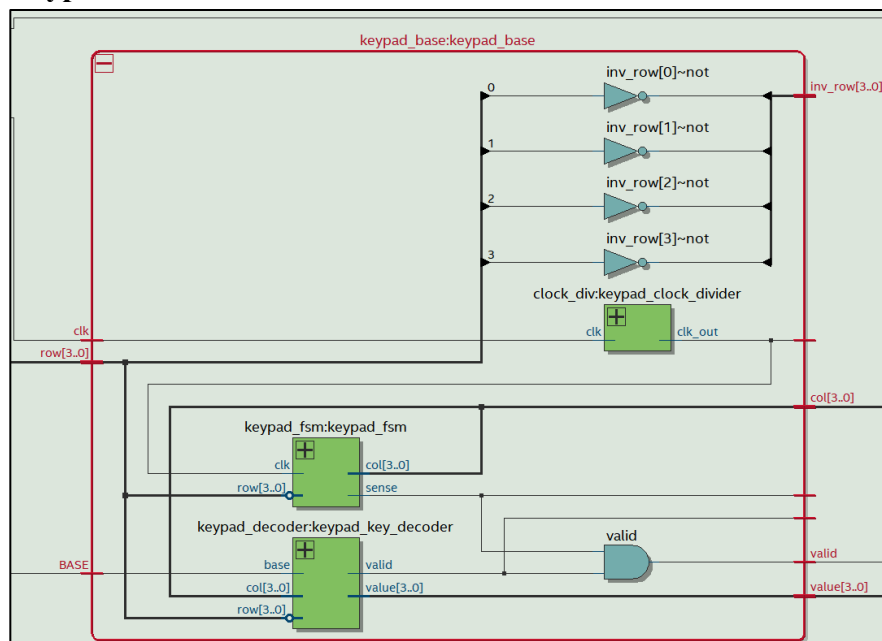 keypad_base:keypad_base
inv_row[0]~not
0
inv_row[3..0]
inv_row[1]~not
1
inv_row[2]~not
2
inv_row[3]~not
3
clock_div:keypad_clock_divider
clk
clk
clk_out
row[3..0]
col[3..0]
keypad_fsm:keypad_fsm
clk
col[3..0]
row[3..0]
sense
keypad_decoder:keypad_key_decoder
valid
BASE
base
valid
valid
col[3..0]
value[3..0]
value[3..0]
row[3..0]